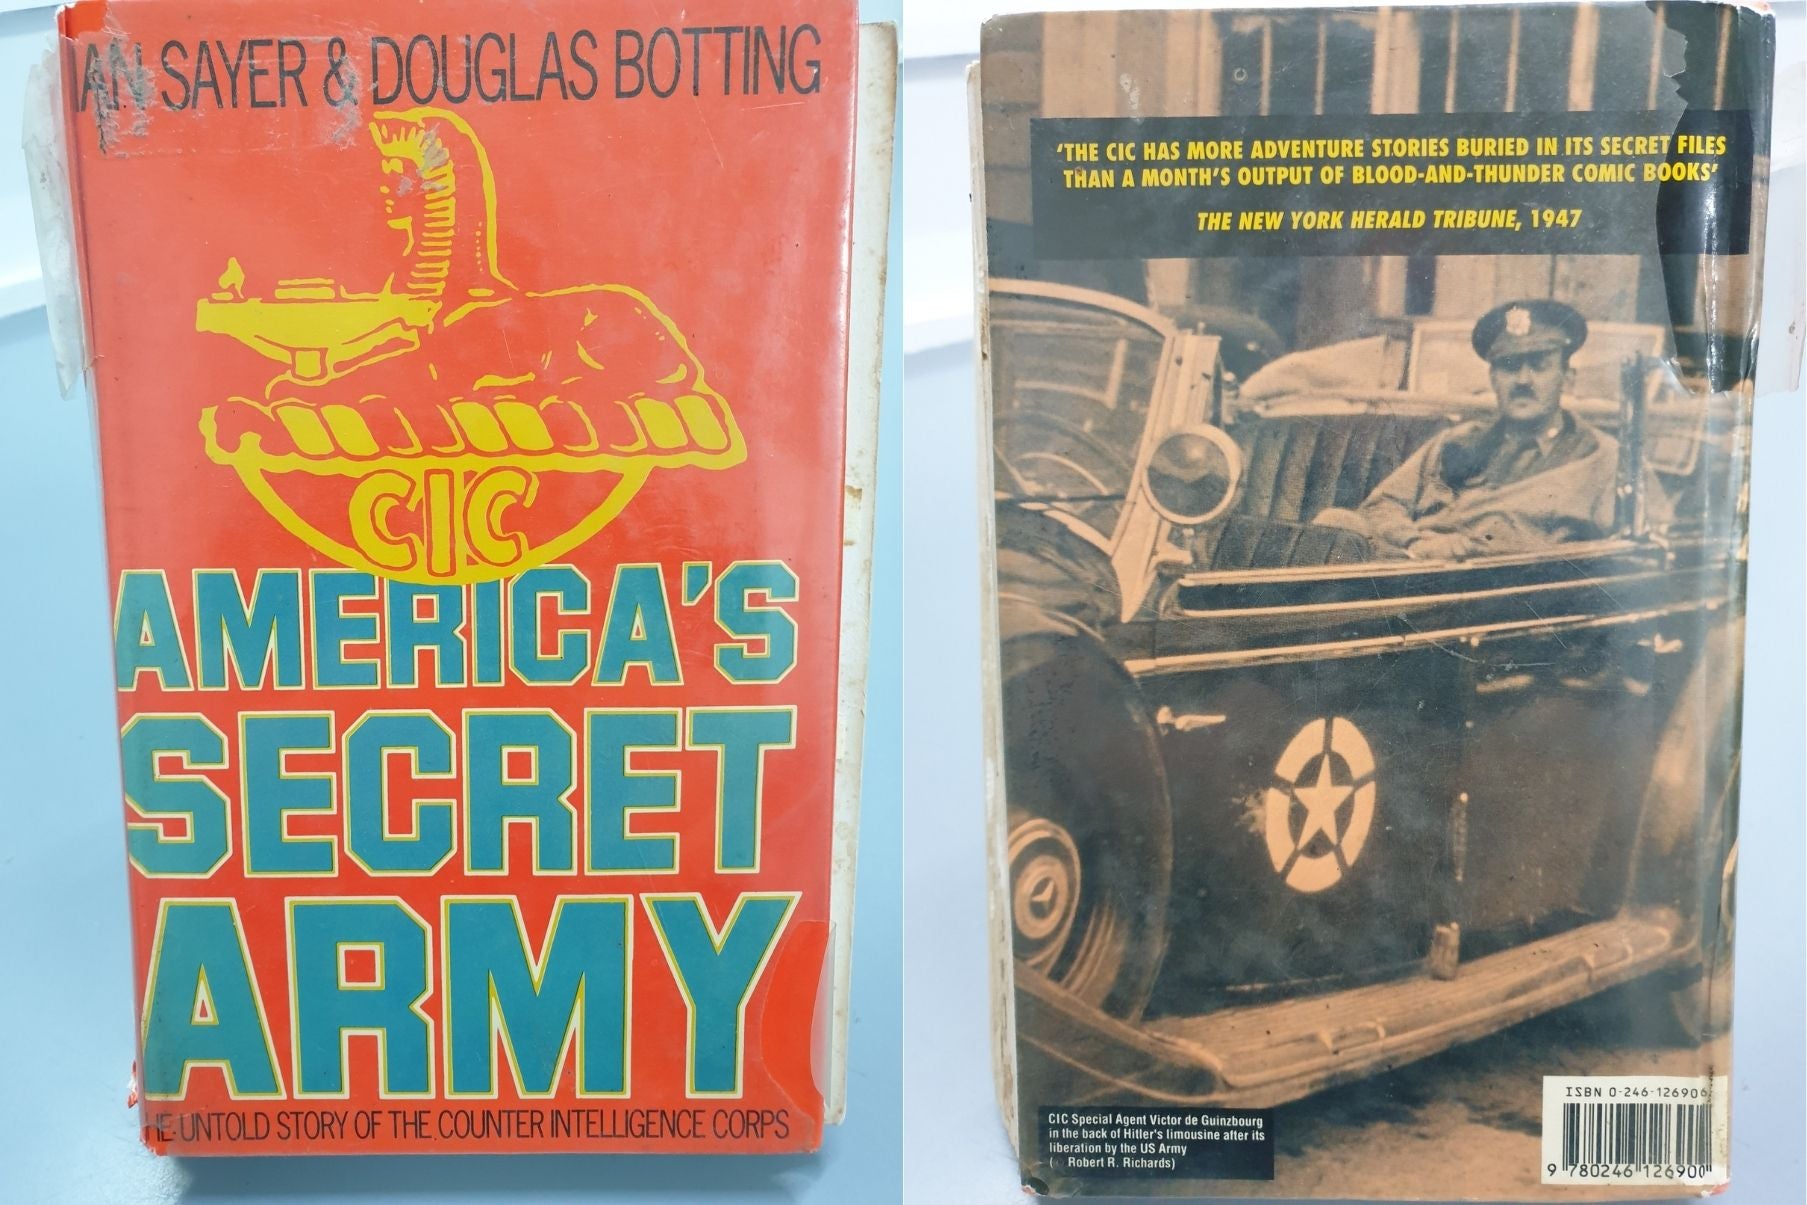 IAN SAYER & DOUGLAS BOTTING
CIC
AMERICA'S
SECRET
ARMY
HE UNTOLD STORY OF THE COUNTER INTELLIGENCE CORPS
'THE CIC HAS MORE ADVENTURE STORIES BURIED IN ITS SECRET FILES
THAN A MONTH'S OUTPUT OF BLOOD-AND-THUNDER COMIC BOOKS'
THE NEW YORK HERALD TRIBUNE, 1947
CIC Special Agent Victor de Guinzbourg
in the back of Hitler's limousine after its
liberation by the US Army
(© Robert R. Richards)
ISBN 0-246-126906
9 780246 126900